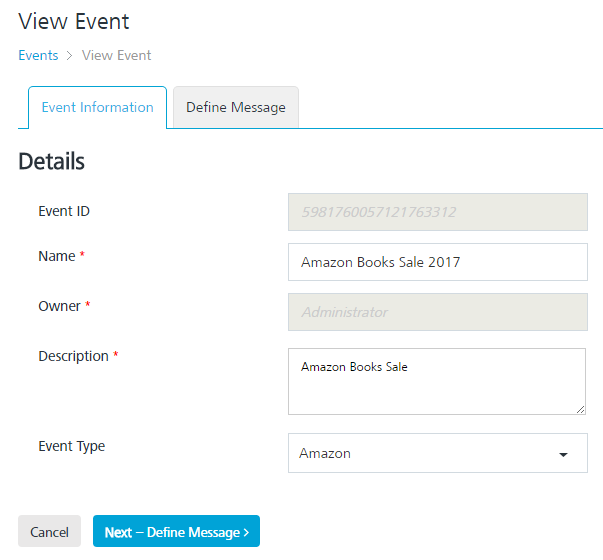 View Event
Events > View Event
Event Information Define Message
Details
Event ID 5981760057121763312
Name * Amazon Books Sale 2017
Owner * Administrator
Description * Amazon Books Sale
Event Type Amazon
Cancel Next – Define Message >